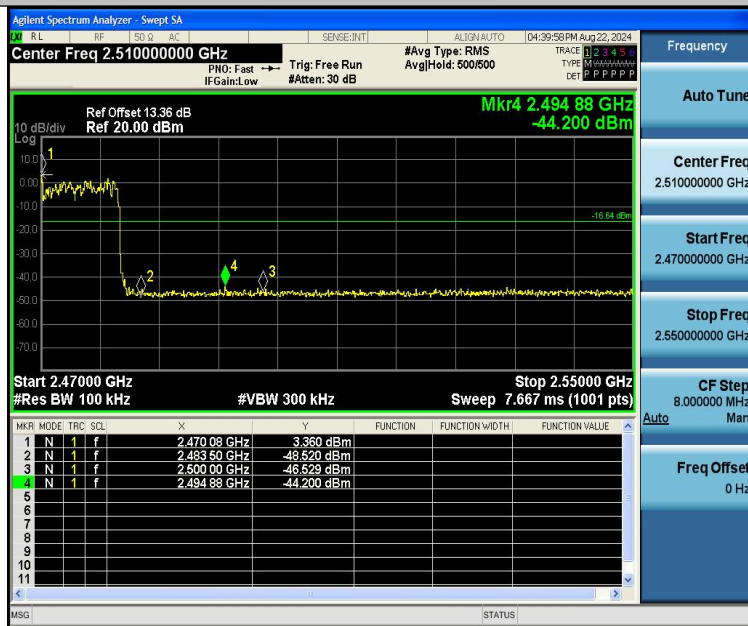 Agilent Spectrum Analyzer - Swept SA
LXI RL RF 50 Ω AC SENSE:INT ALIGN AUTO 04:39:58 PM Aug 22, 2024
Center Freq 2.510000000 GHz
#Avg Type: RMS TRACE 1 2 3 4 5 6
PNO: Fast Trig: Free Run Avg|Hold: 500/500 TYPE M
IFGain:Low #Atten: 30 dB DET P P P P P P
Mkr4 2.494 88 GHz
Ref Offset 13.36 dB
10 dB/div Ref 20.00 dBm -44.200 dBm
Log
10.0
0.00
-10.0
-20.0
-30.0
-40.0
-50.0
-60.0
-70.0
1
-16.64 dBm
2
4
3
Start 2.47000 GHz Stop 2.55000 GHz
#Res BW 100 kHz #VBW 300 kHz Sweep 7.667 ms (1001 pts)
MKR MODE TRC SCL X Y FUNCTION FUNCTION WIDTH FUNCTION VALUE
1 N 1 f 2.470 08 GHz 3.360 dBm
2 N 1 f 2.483 50 GHz -48.520 dBm
3 N 1 f 2.500 00 GHz -46.529 dBm
4 N 1 f 2.494 88 GHz -44.200 dBm
5
6
7
8
9
10
11
MSG STATUS
Frequency
Auto Tune
Center Freq
2.510000000 GHz
Start Freq
2.470000000 GHz
Stop Freq
2.550000000 GHz
CF Step
8.000000 MHz
Auto Man
Freq Offset
0 Hz